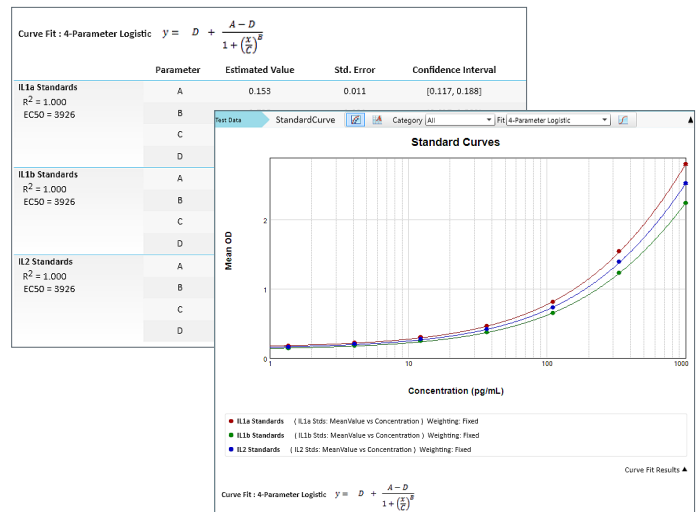 Curve Fit : 4-Parameter Logistic y = D + A − D / 1 + (x/C)^B
Parameter Estimated Value Std. Error Confidence Interval
IL1a Standards
R2 = 1.000
EC50 = 3926
A 0.153 0.011 [0.117, 0.188]
B
C
D
IL1b Standards
R2 = 1.000
EC50 = 3926
A
B
C
D
IL2 Standards
R2 = 1.000
EC50 = 3926
A
B
C
D
Test Data StandardCurve Category All Fit 4-Parameter Logistic
Standard Curves
Mean OD
2
1
0
1 10 100 1000
Concentration (pg/mL)
IL1a Standards ( IL1a Stds: MeanValue vs Concentration ) Weighting: Fixed
IL1b Standards ( IL1b Stds: MeanValue vs Concentration ) Weighting: Fixed
IL2 Standards ( IL2 Stds: MeanValue vs Concentration ) Weighting: Fixed
Curve Fit Results ▲
Curve Fit : 4-Parameter Logistic y = D + A − D / 1 + (x/C)^B